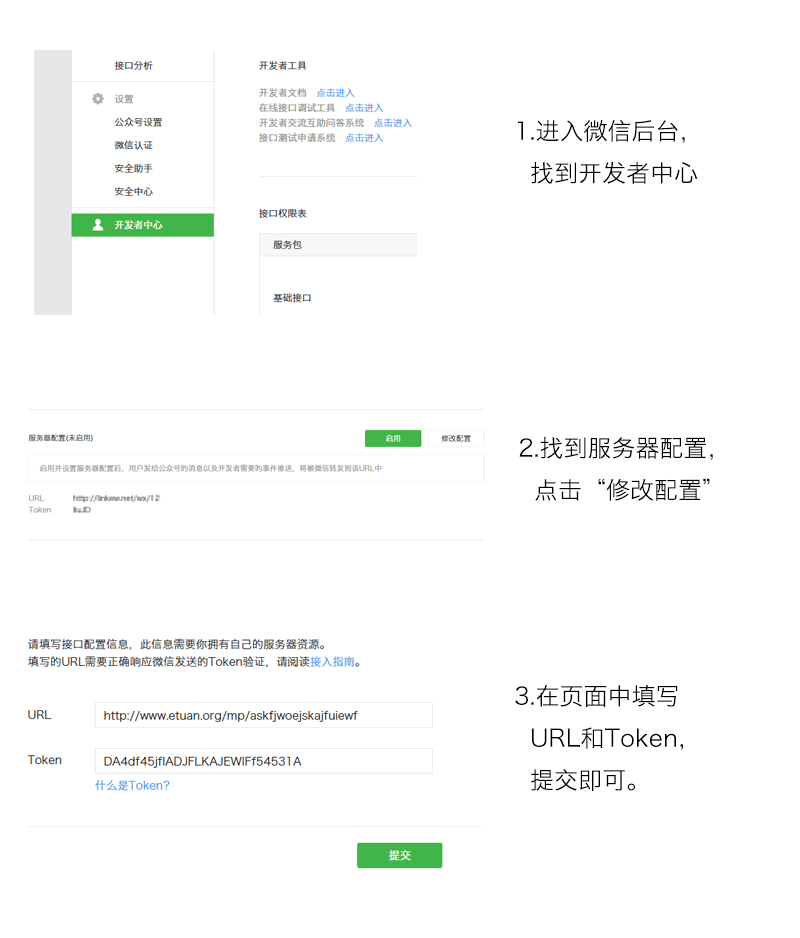 接口分析
设置
公众号设置
微信认证
安全助手
安全中心
开发者中心
开发者工具
开发者文档 点击进入
在线接口调试工具 点击进入
开发者交流互助问答系统 点击进入
接口测试申请系统 点击进入
接口权限表
服务包
基础接口
1.进入微信后台,
找到开发者中心
服务器配置(未启用)
启用
修改配置
启用并设置服务器配置后，用户发给公众号的消息以及开发者需要的事件推送，将被微信转发到该URL中
URL
Token
2.找到服务器配置,
点击“修改配置”
请填写接口配置信息，此信息需要你拥有自己的服务器资源。
填写的URL需要正确响应微信发送的Token验证，请阅读接入指南。
URL http://www.etuan.org/mp/askfjwoejskajfuiewf
Token DA4df45jfIADJFLKAJEWIFf54531A
什么是Token?
提交
3.在页面中填写
URL和Token,
提交即可。